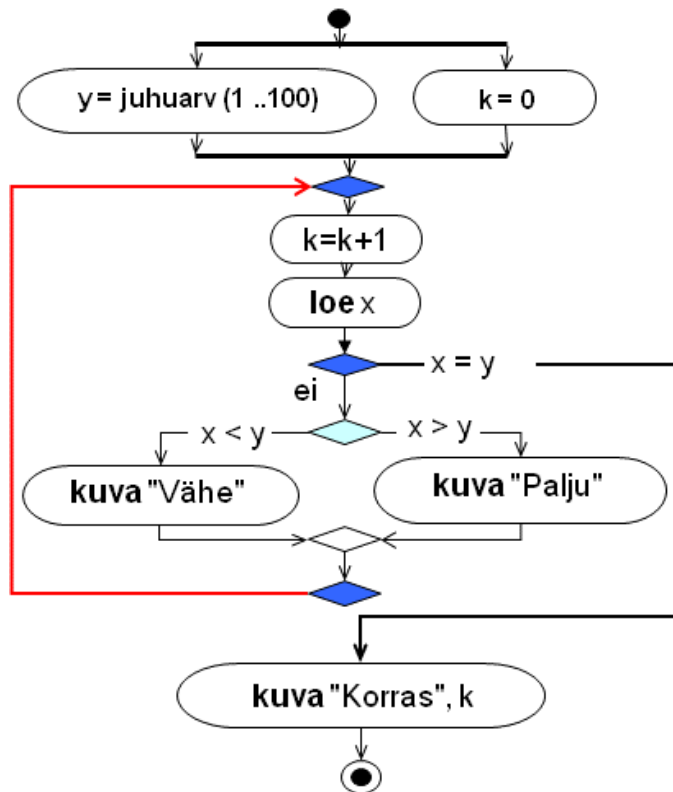 y = juhuarv (1 ..100)
k = 0
k=k+1
loe x
x = y
ei
x < y
x > y
kuva "Vähe"
kuva "Palju"
kuva "Korras", k